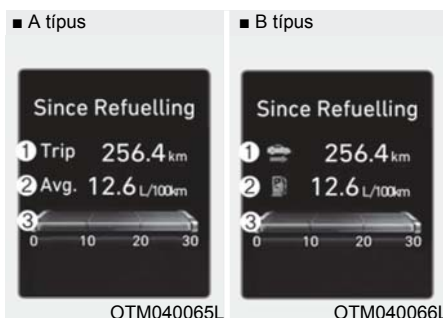 ■ A típus
Since Refuelling
1 Trip 256.4 km
2 Avg. 12.6 L/100km
3
0 10 20 30
OTM040065L
■ B típus
Since Refuelling
1 256.4 km
2 12.6 L/100km
3
0 10 20 30
OTM040066L